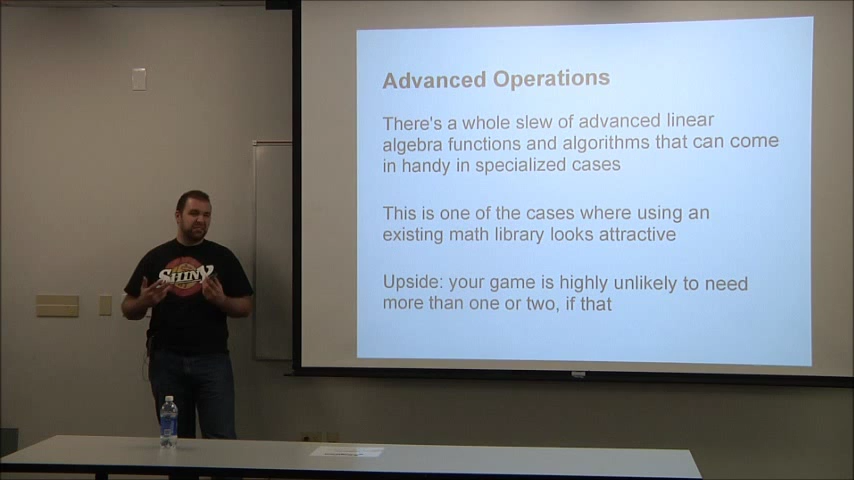 Advanced Operations
There's a whole slew of advanced linear
algebra functions and algorithms that can come
in handy in specialized cases
This is one of the cases where using an
existing math library looks attractive
Upside: your game is highly unlikely to need
more than one or two, if that
SHINY